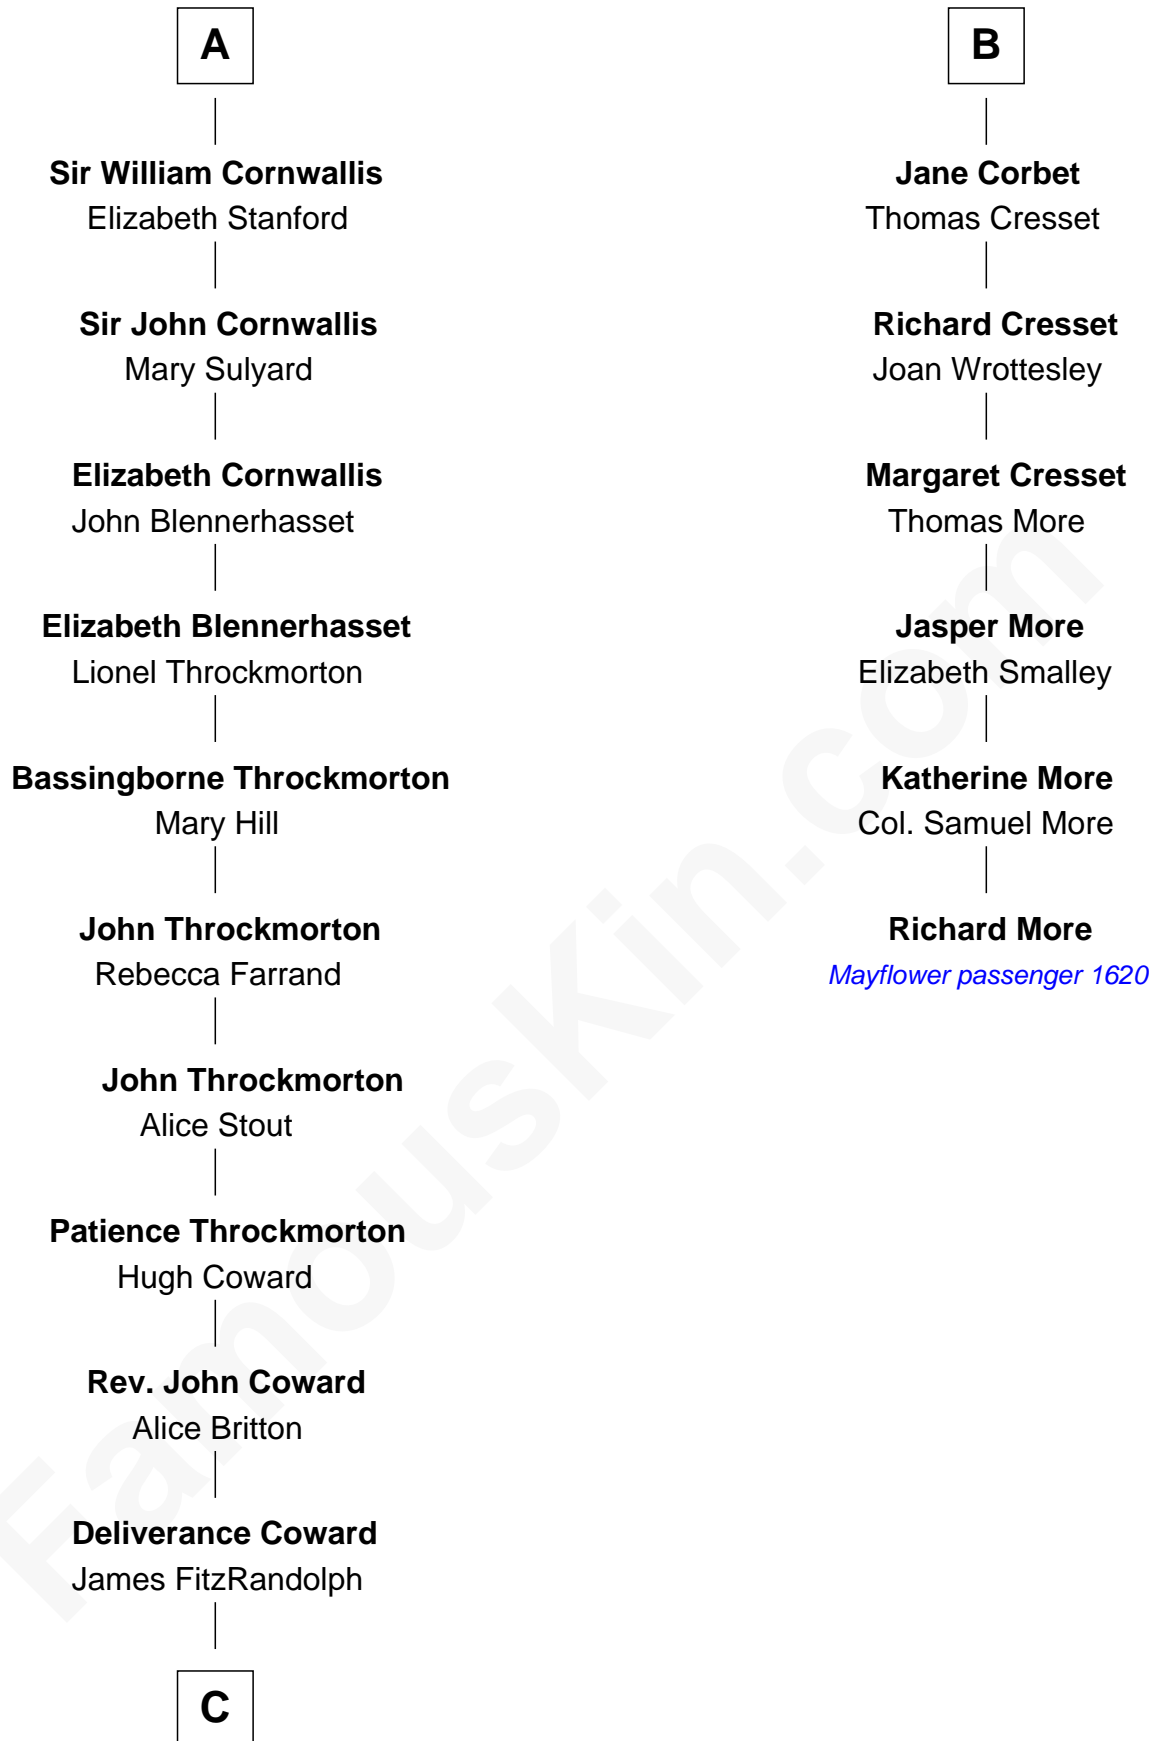 A
Sir William Cornwallis
Elizabeth Stanford
Sir John Cornwallis
Mary Sulyard
Elizabeth Cornwallis
John Blennerhasset
Elizabeth Blennerhasset
Lionel Throckmorton
Bassingborne Throckmorton
Mary Hill
John Throckmorton
Rebecca Farrand
John Throckmorton
Alice Stout
Patience Throckmorton
Hugh Coward
Rev. John Coward
Alice Britton
Deliverance Coward
James FitzRandolph
C
B
Jane Corbet
Thomas Cresset
Richard Cresset
Joan Wrottesley
Margaret Cresset
Thomas More
Jasper More
Elizabeth Smalley
Katherine More
Col. Samuel More
Richard More
Mayflower passenger 1620
FamousKin.com